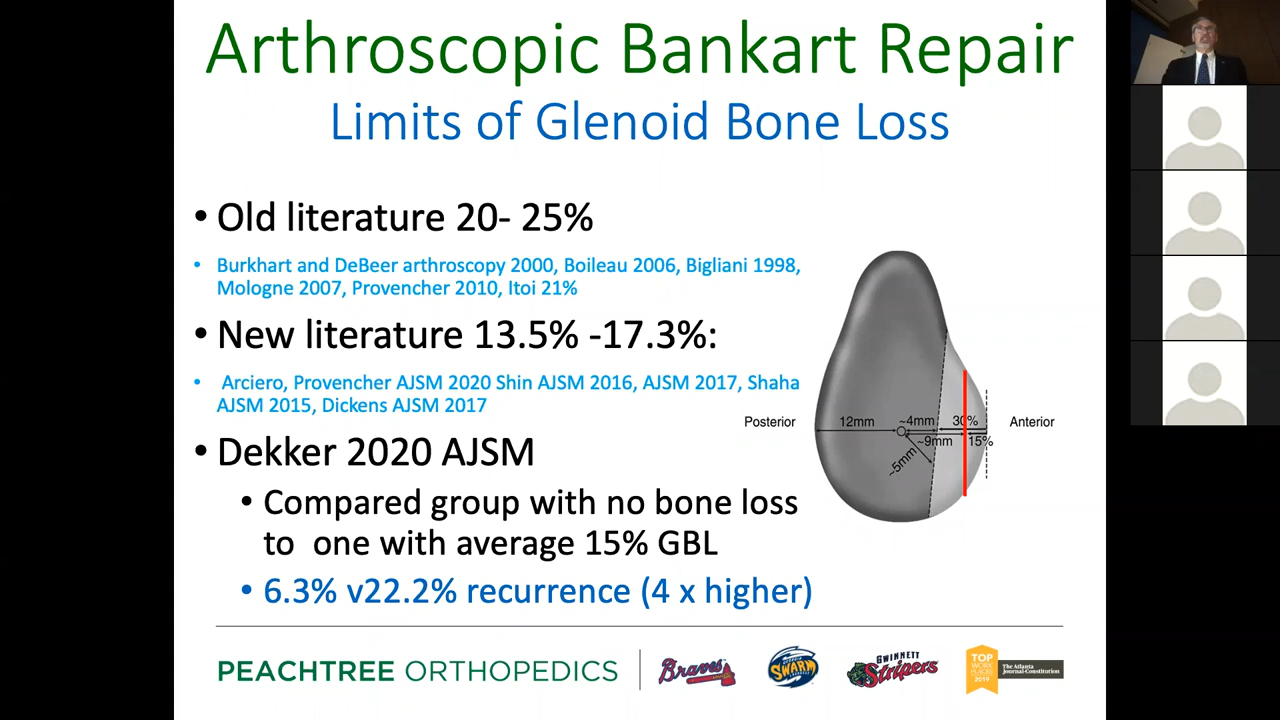 Arthroscopic Bankart Repair
Limits of Glenoid Bone Loss
• Old literature 20- 25%
• Burkhart and DeBeer arthroscopy 2000, Boileau 2006, Bigliani 1998,
Mologne 2007, Provencher 2010, Itoi 21%
• New literature 13.5% -17.3%:
• Arciero, Provencher AJSM 2020 Shin AJSM 2016, AJSM 2017, Shaha
AJSM 2015, Dickens AJSM 2017
• Dekker 2020 AJSM
• Compared group with no bone loss
to one with average 15% GBL
• 6.3% v22.2% recurrence (4 x higher)
Posterior
12mm
~4mm
30%
Anterior
~9mm
15%
~5mm
PEACHTREE ORTHOPEDICS
Braves
SWARM
GWINNETT
Stripers
TOP
WORK
PLACES
2019
The Atlanta
Journal-Constitution